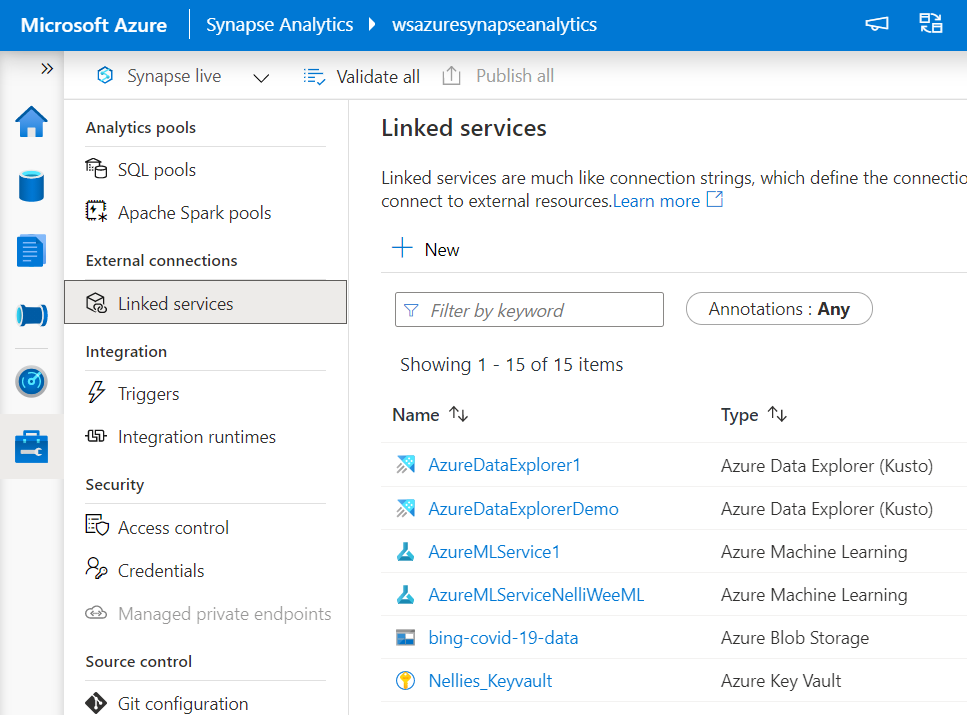 Microsoft Azure
Synapse Analytics
wsazuresynapseanalytics
Synapse live
Validate all
Publish all
Analytics pools
SQL pools
Apache Spark pools
External connections
Linked services
Integration
Triggers
Integration runtimes
Security
Access control
Credentials
Managed private endpoints
Source control
Git configuration
Linked services
Linked services are much like connection strings, which define the connectio
connect to external resources.Learn more
New
Filter by keyword
Annotations : Any
Showing 1 - 15 of 15 items
Name Type
AzureDataExplorer1 Azure Data Explorer (Kusto)
AzureDataExplorerDemo Azure Data Explorer (Kusto)
AzureMLService1 Azure Machine Learning
AzureMLServiceNelliWeeML Azure Machine Learning
bing-covid-19-data Azure Blob Storage
Nellies_Keyvault Azure Key Vault